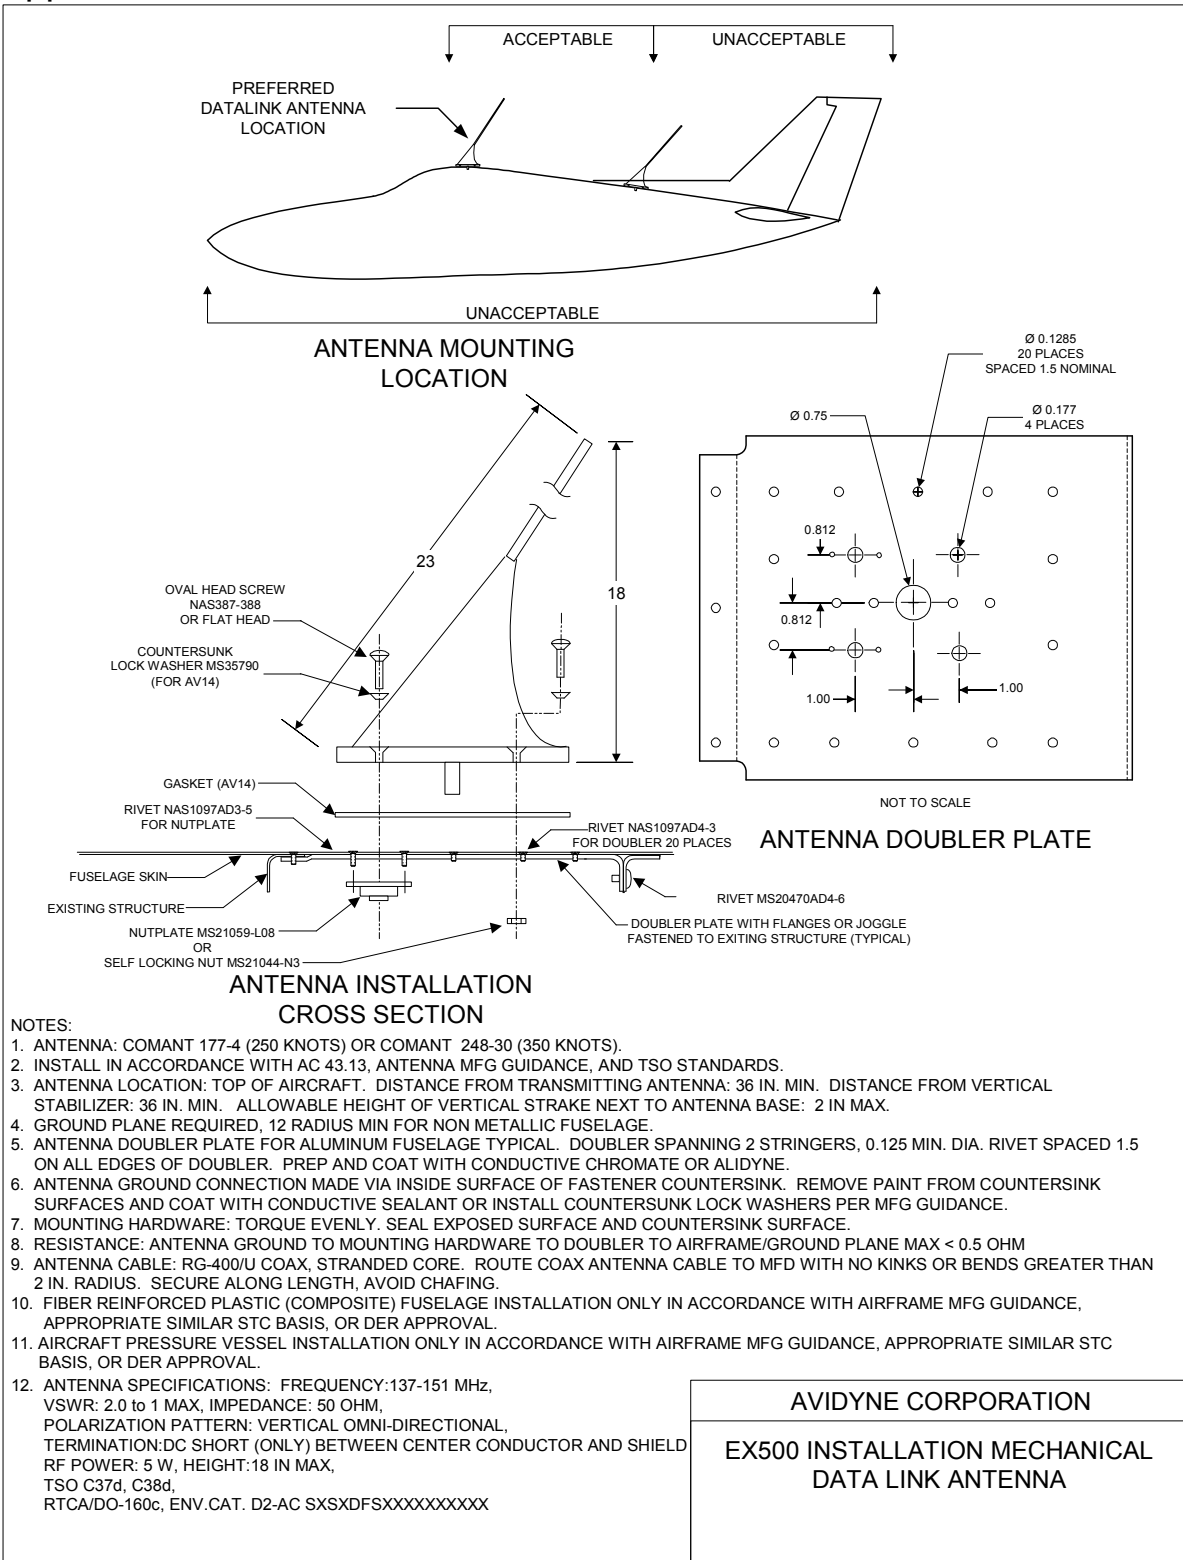 ACCEPTABLE
UNACCEPTABLE
PREFERRED
DATALINK ANTENNA
LOCATION
UNACCEPTABLE
ANTENNA MOUNTING
LOCATION
Ø 0.1285
20 PLACES
SPACED 1.5 NOMINAL
Ø 0.75
Ø 0.177
4 PLACES
0.812
0.812
1.00
1.00
NOT TO SCALE
ANTENNA DOUBLER PLATE
23
18
OVAL HEAD SCREW
NAS387-388
OR FLAT HEAD
COUNTERSUNK
LOCK WASHER MS35790
(FOR AV14)
GASKET (AV14)
RIVET NAS1097AD3-5
FOR NUTPLATE
RIVET NAS1097AD4-3
FOR DOUBLER 20 PLACES
FUSELAGE SKIN
EXISTING STRUCTURE
RIVET MS20470AD4-6
NUTPLATE MS21059-L08
OR
SELF LOCKING NUT MS21044-N3
DOUBLER PLATE WITH FLANGES OR JOGGLE
FASTENED TO EXITING STRUCTURE (TYPICAL)
ANTENNA INSTALLATION
CROSS SECTION
NOTES:
1. ANTENNA: COMANT 177-4 (250 KNOTS) OR COMANT 248-30 (350 KNOTS).
2. INSTALL IN ACCORDANCE WITH AC 43.13, ANTENNA MFG GUIDANCE, AND TSO STANDARDS.
3. ANTENNA LOCATION: TOP OF AIRCRAFT. DISTANCE FROM TRANSMITTING ANTENNA: 36 IN. MIN. DISTANCE FROM VERTICAL
STABILIZER: 36 IN. MIN. ALLOWABLE HEIGHT OF VERTICAL STRAKE NEXT TO ANTENNA BASE: 2 IN MAX.
4. GROUND PLANE REQUIRED, 12 RADIUS MIN FOR NON METALLIC FUSELAGE.
5. ANTENNA DOUBLER PLATE FOR ALUMINUM FUSELAGE TYPICAL. DOUBLER SPANNING 2 STRINGERS, 0.125 MIN. DIA. RIVET SPACED 1.5
ON ALL EDGES OF DOUBLER. PREP AND COAT WITH CONDUCTIVE CHROMATE OR ALIDYNE.
6. ANTENNA GROUND CONNECTION MADE VIA INSIDE SURFACE OF FASTENER COUNTERSINK. REMOVE PAINT FROM COUNTERSINK
SURFACES AND COAT WITH CONDUCTIVE SEALANT OR INSTALL COUNTERSUNK LOCK WASHERS PER MFG GUIDANCE.
7. MOUNTING HARDWARE: TORQUE EVENLY. SEAL EXPOSED SURFACE AND COUNTERSINK SURFACE.
8. RESISTANCE: ANTENNA GROUND TO MOUNTING HARDWARE TO DOUBLER TO AIRFRAME/GROUND PLANE MAX < 0.5 OHM
9. ANTENNA CABLE: RG-400/U COAX, STRANDED CORE. ROUTE COAX ANTENNA CABLE TO MFD WITH NO KINKS OR BENDS GREATER THAN
2 IN. RADIUS. SECURE ALONG LENGTH, AVOID CHAFING.
10. FIBER REINFORCED PLASTIC (COMPOSITE) FUSELAGE INSTALLATION ONLY IN ACCORDANCE WITH AIRFRAME MFG GUIDANCE,
APPROPRIATE SIMILAR STC BASIS, OR DER APPROVAL.
11. AIRCRAFT PRESSURE VESSEL INSTALLATION ONLY IN ACCORDANCE WITH AIRFRAME MFG GUIDANCE, APPROPRIATE SIMILAR STC
BASIS, OR DER APPROVAL.
12. ANTENNA SPECIFICATIONS: FREQUENCY:137-151 MHz,
VSWR: 2.0 to 1 MAX, IMPEDANCE: 50 OHM,
POLARIZATION PATTERN: VERTICAL OMNI-DIRECTIONAL,
TERMINATION:DC SHORT (ONLY) BETWEEN CENTER CONDUCTOR AND SHIELD
RF POWER: 5 W, HEIGHT:18 IN MAX,
TSO C37d, C38d,
RTCA/DO-160c, ENV.CAT. D2-AC SXSXDFSXXXXXXXXXX
AVIDYNE CORPORATION
EX500 INSTALLATION MECHANICAL
DATA LINK ANTENNA